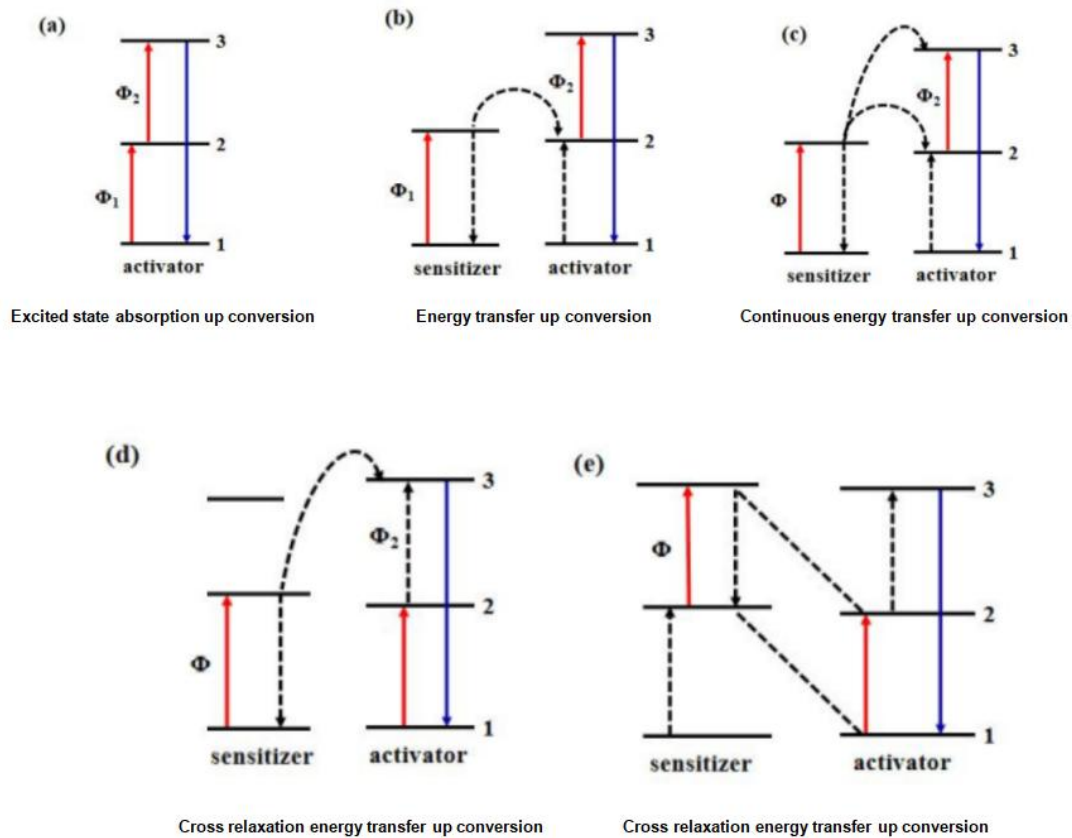 (a)
3
Φ2
2
Φ1
1
activator
Excited state absorption up conversion
(b)
3
Φ2
2
Φ1
1
sensitizer activator
Energy transfer up conversion
(c)
3
Φ2
2
Φ
1
sensitizer activator
Continuous energy transfer up conversion
(d)
3
Φ2
2
Φ
1
sensitizer activator
Cross relaxation energy transfer up conversion
(e)
3
Φ
2
1
sensitizer activator
Cross relaxation energy transfer up conversion